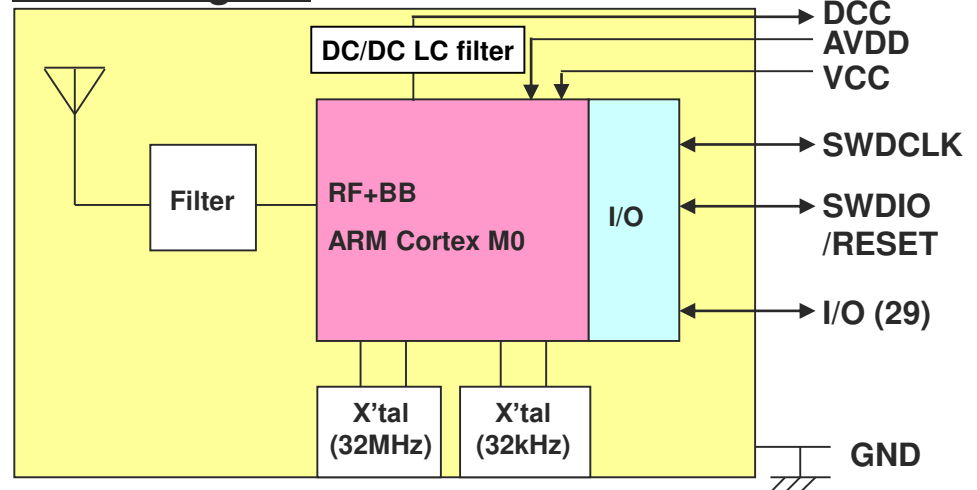 DCC
DC/DC LC filter
AVDD
VCC
SWDCLK
Filter
RF+BB
I/O
SWDIO
ARM Cortex M0
/RESET
I/O (29)
X'tal
(32MHz)
X'tal
(32kHz)
GND